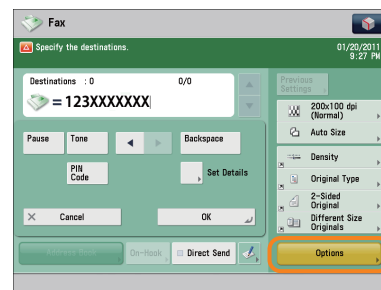 Fax
Specify the destinations.
01/20/2011
9:27 PM
Destinations : 0 0/0
= 123XXXXXXX
Pause Tone Backspace
PIN
Code
Set Details
Cancel OK
Address Book On-Hook Direct Send
Previous
Settings
200x100 dpi
(Normal)
Auto Size
Density
Original Type
2-Sided
Original
Different Size
Originals
Options